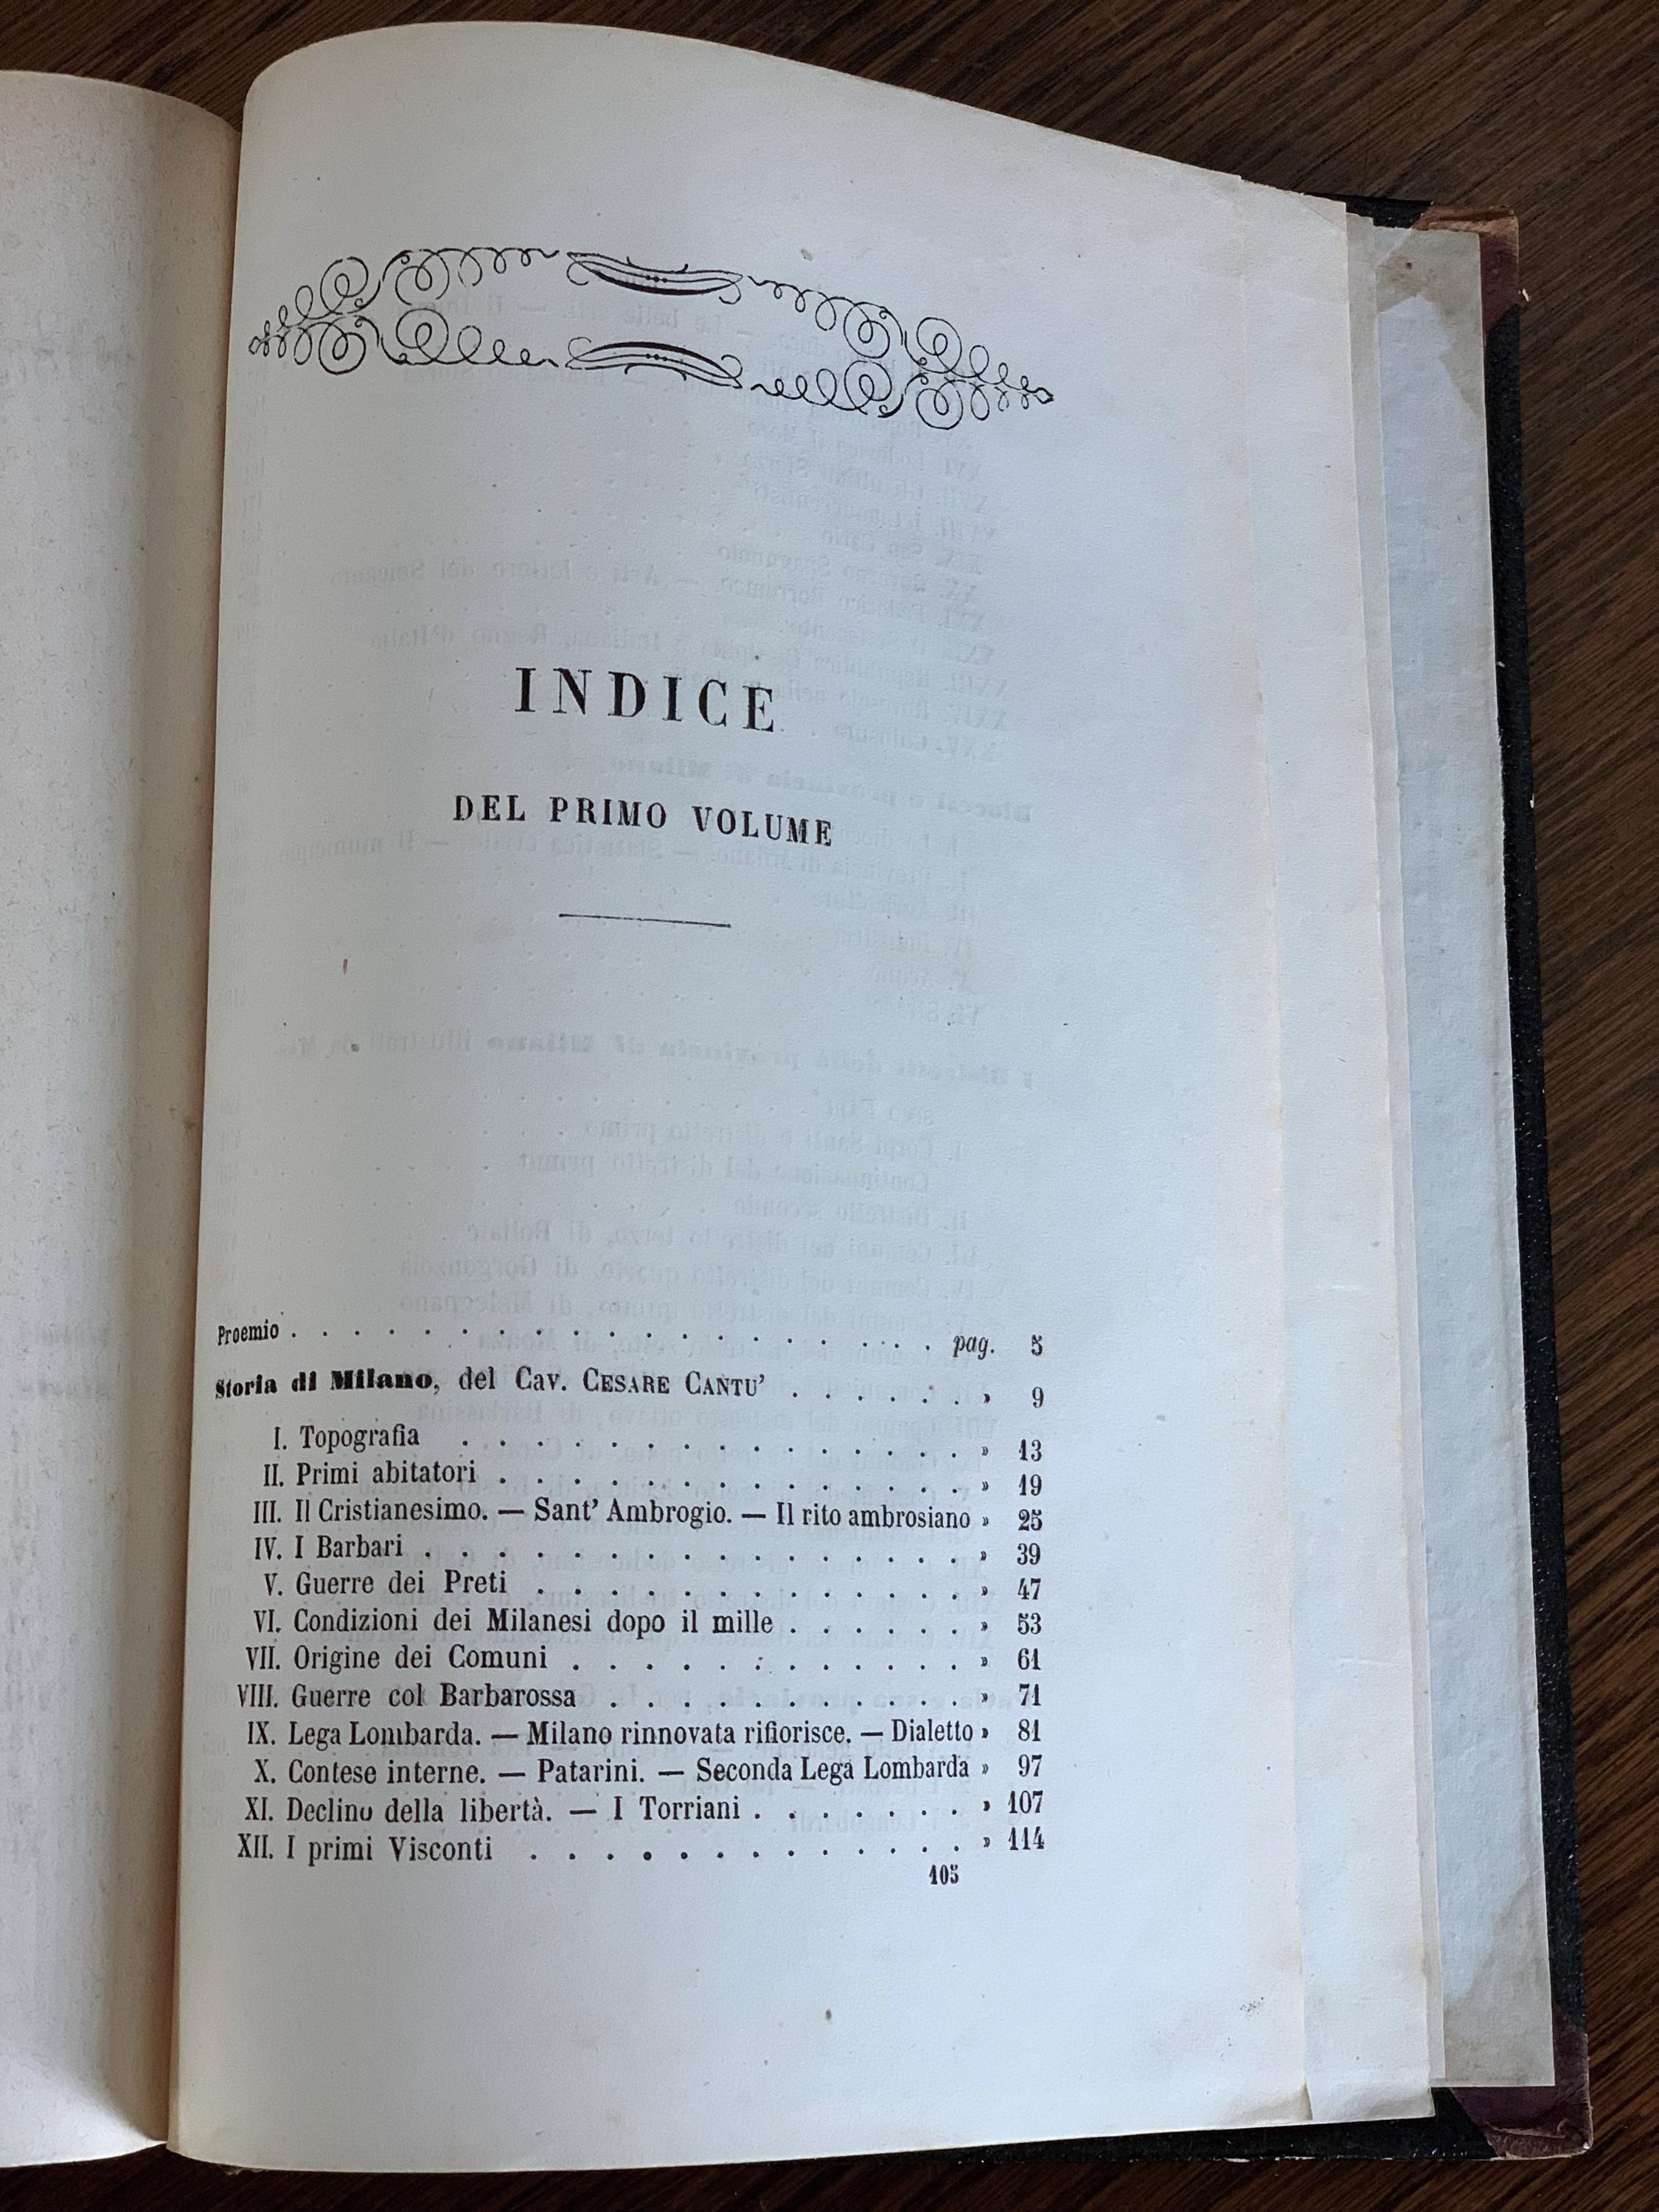 INDICE
DEL PRIMO VOLUME
Proemio . . . . . . . . . . . . . . . . . . pag. 5
Storia di Milano, del Cav. CESARE CANTU' . . . . . . » 9
I. Topografia . . . . . . . . . . . . . . . » 13
II. Primi abitatori . . . . . . . . . . . . . » 19
III. Il Cristianesimo. — Sant' Ambrogio. — Il rito ambrosiano » 25
IV. I Barbari . . . . . . . . . . . . . . . » 39
V. Guerre dei Preti . . . . . . . . . . . . » 47
VI. Condizioni dei Milanesi dopo il mille . . . . . » 53
VII. Origine dei Comuni . . . . . . . . . . . » 61
VIII. Guerre col Barbarossa . . . . . . . . . . » 71
IX. Lega Lombarda. — Milano rinnovata rifiorisce. — Dialetto » 81
X. Contese interne. — Patarini. — Seconda Lega Lombarda » 97
XI. Declino della libertà. — I Torriani . . . . . . » 107
XII. I primi Visconti . . . . . . . . . . . . » 114
105